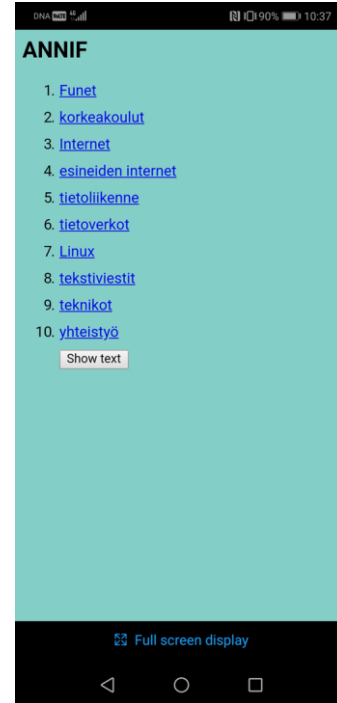 DNA VoLTE 4G 90% 10:37
ANNIF
1. Funet
2. korkeakoulut
3. Internet
4. esineiden internet
5. tietoliikenne
6. tietoverkot
7. Linux
8. tekstiviestit
9. teknikot
10. yhteistyö
Show text
Full screen display